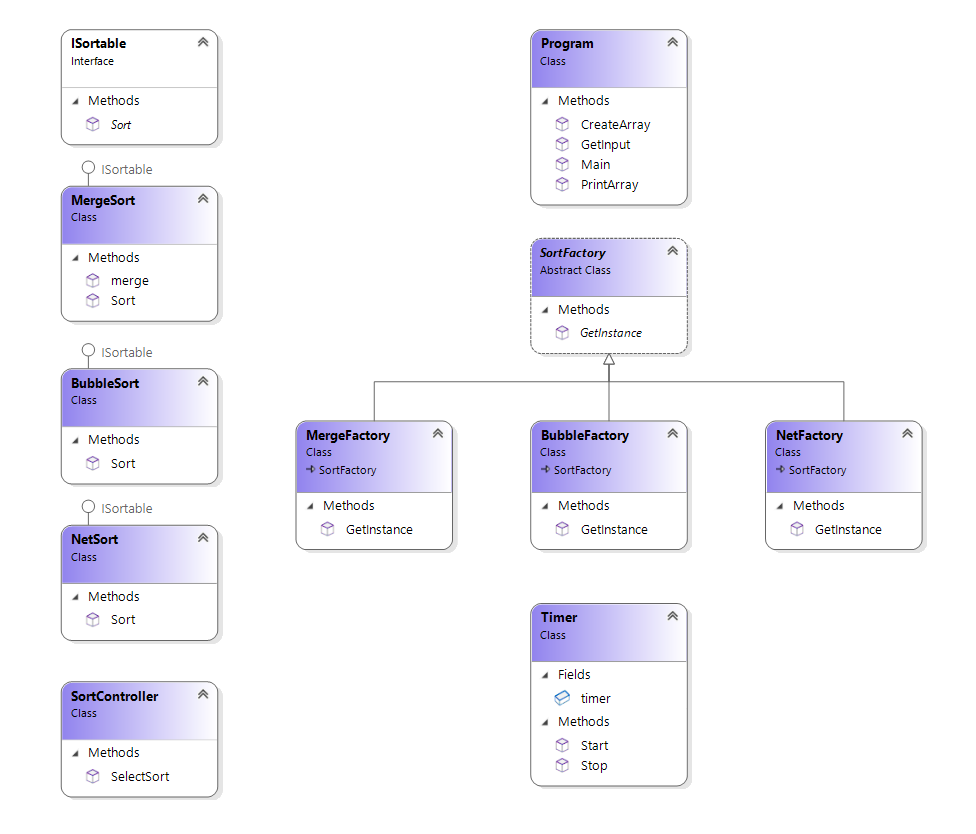 ISortable
Interface
Methods
Sort
ISortable
MergeSort
Class
Methods
merge
Sort
ISortable
BubbleSort
Class
Methods
Sort
ISortable
NetSort
Class
Methods
Sort
SortController
Class
Methods
SelectSort
Program
Class
Methods
CreateArray
GetInput
Main
PrintArray
SortFactory
Abstract Class
Methods
GetInstance
MergeFactory
Class
SortFactory
Methods
GetInstance
BubbleFactory
Class
SortFactory
Methods
GetInstance
NetFactory
Class
SortFactory
Methods
GetInstance
Timer
Class
Fields
timer
Methods
Start
Stop